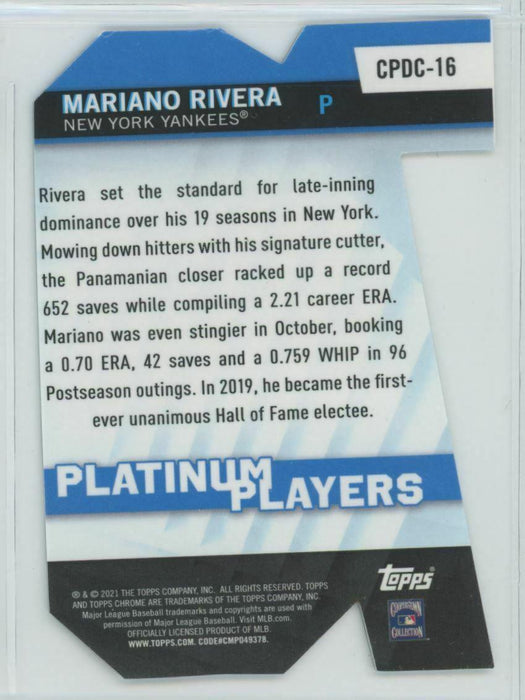 CPDC-16
MARIANO RIVERA
P
NEW YORK YANKEES®
Rivera set the standard for late-inning
dominance over his 19 seasons in New York.
Mowing down hitters with his signature cutter,
the Panamanian closer racked up a record
652 saves while compiling a 2.21 career ERA.
Mariano was even stingier in October, booking
a 0.70 ERA, 42 saves and a 0.759 WHIP in 96
Postseason outings. In 2019, he became the first-
ever unanimous Hall of Fame electee.
PLATINUM
PLAYERS
topps®
® & © 2021 THE TOPPS COMPANY, INC. ALL RIGHTS RESERVED. TOPPS
AND TOPPS CHROME ARE TRADEMARKS OF THE TOPPS COMPANY, INC.
Major League Baseball trademarks and copyrights are used with
permission of Major League Baseball. Visit MLB.com.
OFFICIALLY LICENSED PRODUCT OF MLB.
WWW.TOPPS.COM. CODE#CMP049378.
COOPERSTOWN
COLLECTION